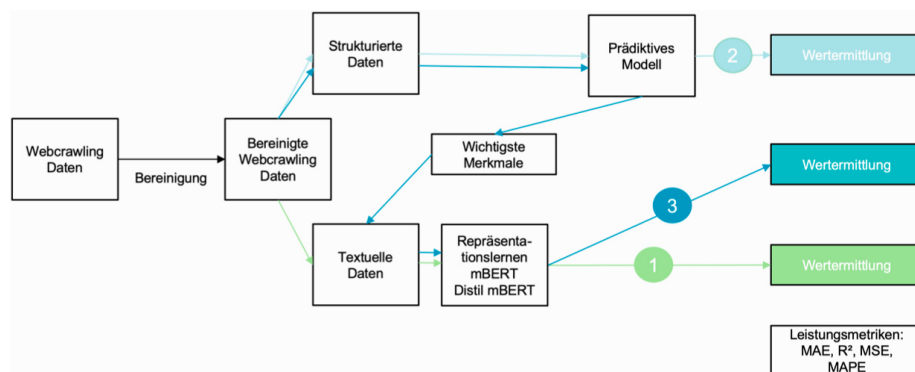 Strukturierte
Daten
Prädiktives
Modell
2
Wertermittlung
Webcrawling
Daten
Bereinigung
Bereinigte
Webcrawling
Daten
Wichtigste
Merkmale
Wertermittlung
3
Textuelle
Daten
Repräsenta-
tionslernen
mBERT
Distil mBERT
1
Wertermittlung
Leistungsmetriken:
MAE, R², MSE,
MAPE